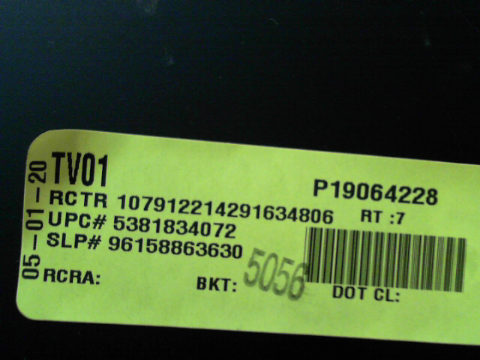 05-01-20
TV01
P19064228
RCTR 107912214291634806 RT :7
UPC# 5381834072
SLP# 96158863630
RCRA: BKT: 5056 DOT CL: